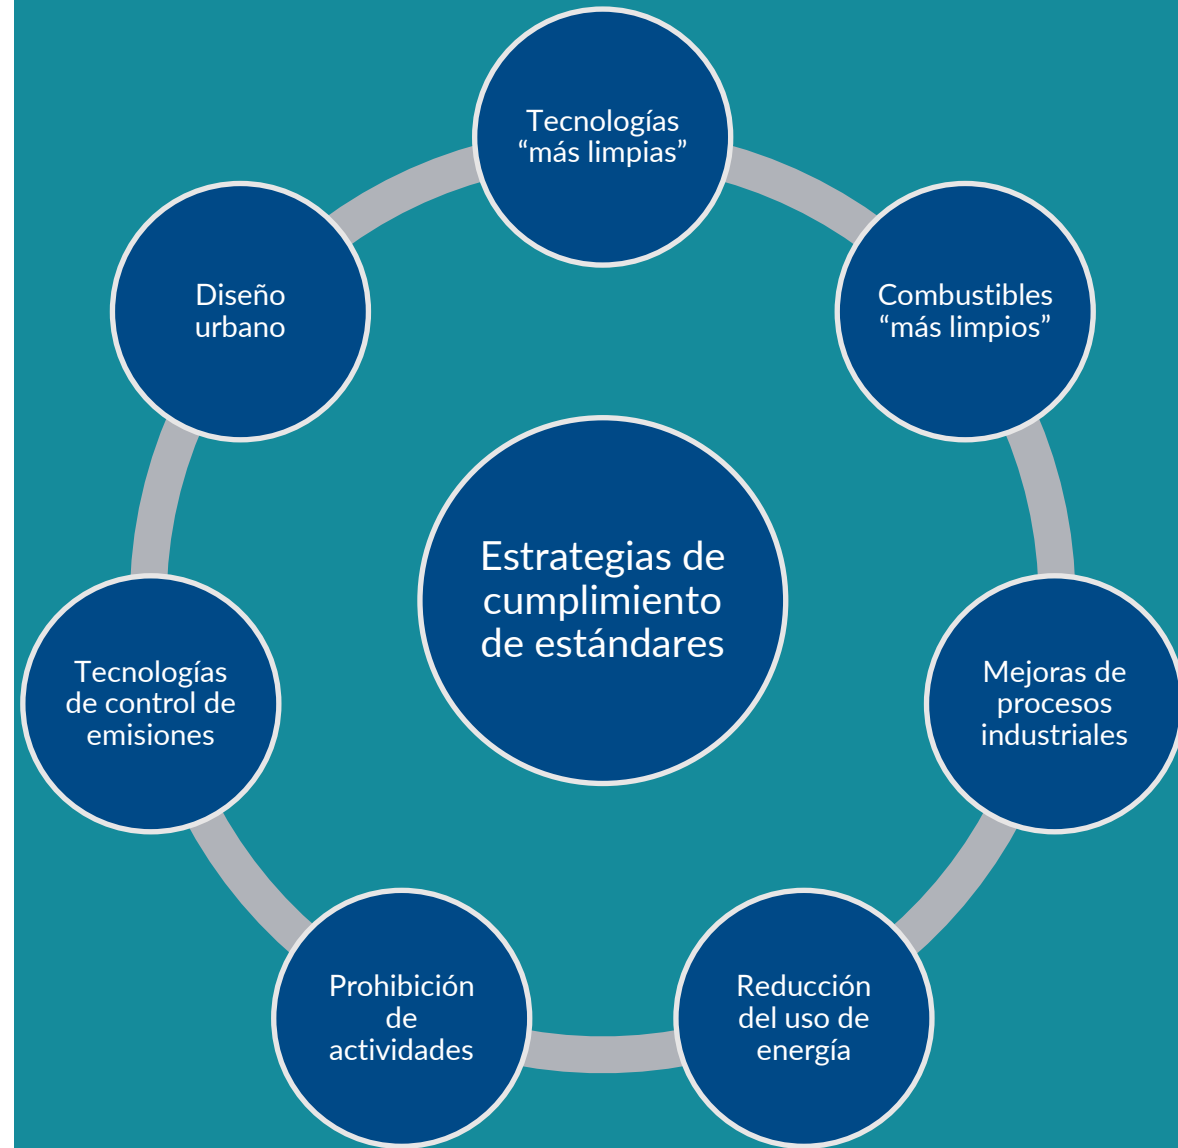 Tecnologías
“más limpias”
Combustibles
“más limpios”
Mejoras de
procesos
industriales
Reducción
del uso de
energía
Prohibición
de
actividades
Tecnologías
de control de
emisiones
Diseño
urbano
Estrategias de
cumplimiento
de estándares